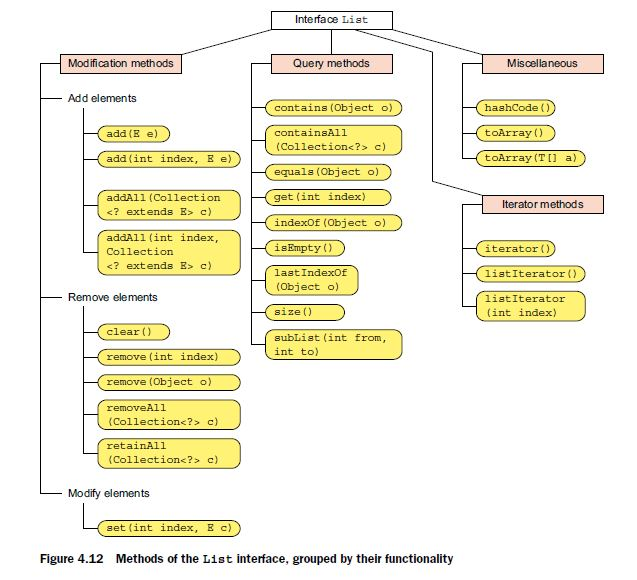 Interface List
Modification methods
Add elements
add(E e)
add(int index, E e)
addAll(Collection
<? extends E> c)
addAll(int index,
Collection
<? extends E> c)
Remove elements
clear()
remove(int index)
remove(Object o)
removeAll
(Collection<?> c)
retainAll
(Collection<?> c)
Modify elements
set(int index, E c)
Query methods
contains(Object o)
containsAll
(Collection<?> c)
equals(Object o)
get(int index)
indexOf(Object o)
isEmpty()
lastIndexOf
(Object o)
size()
subList(int from,
int to)
Miscellaneous
hashCode()
toArray()
toArray(T[] a)
Iterator methods
iterator()
listIterator()
listIterator
(int index)
Figure 4.12 Methods of the List interface, grouped by their functionality